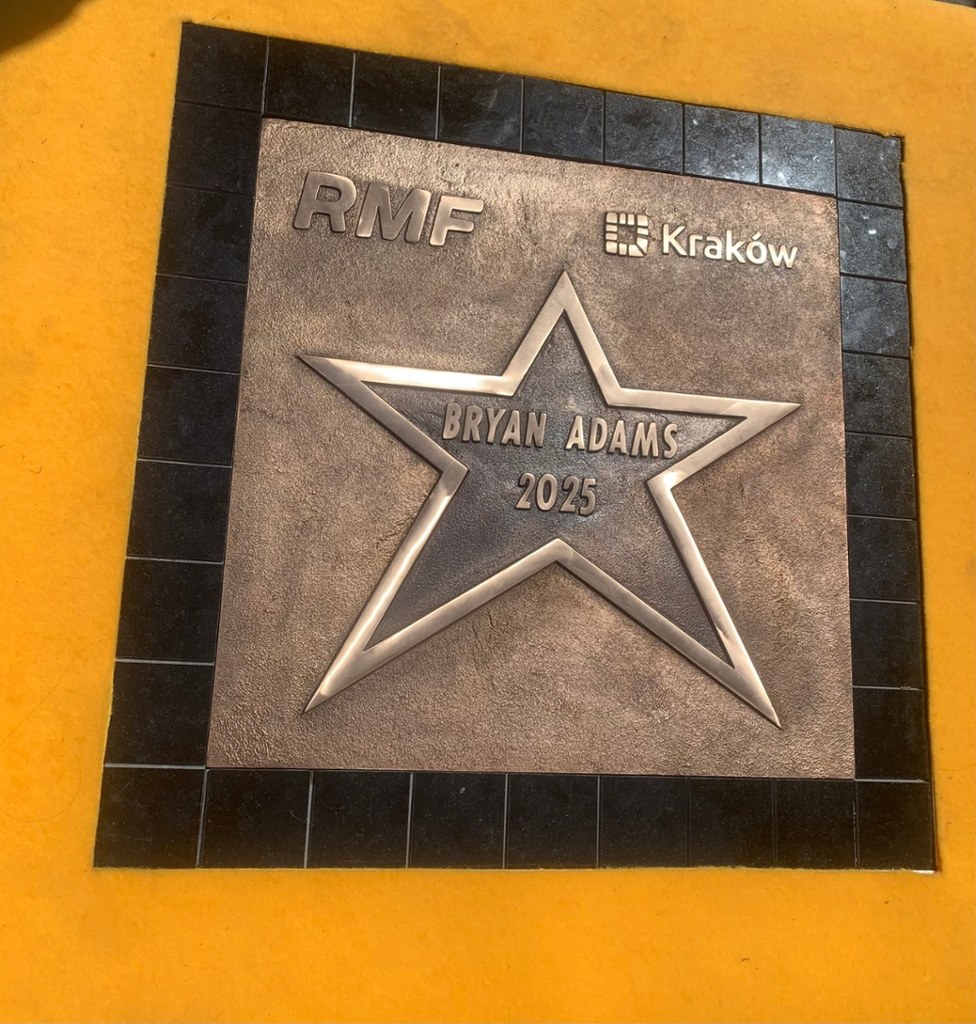 RMF
Kraków
BRYAN ADAMS
2025